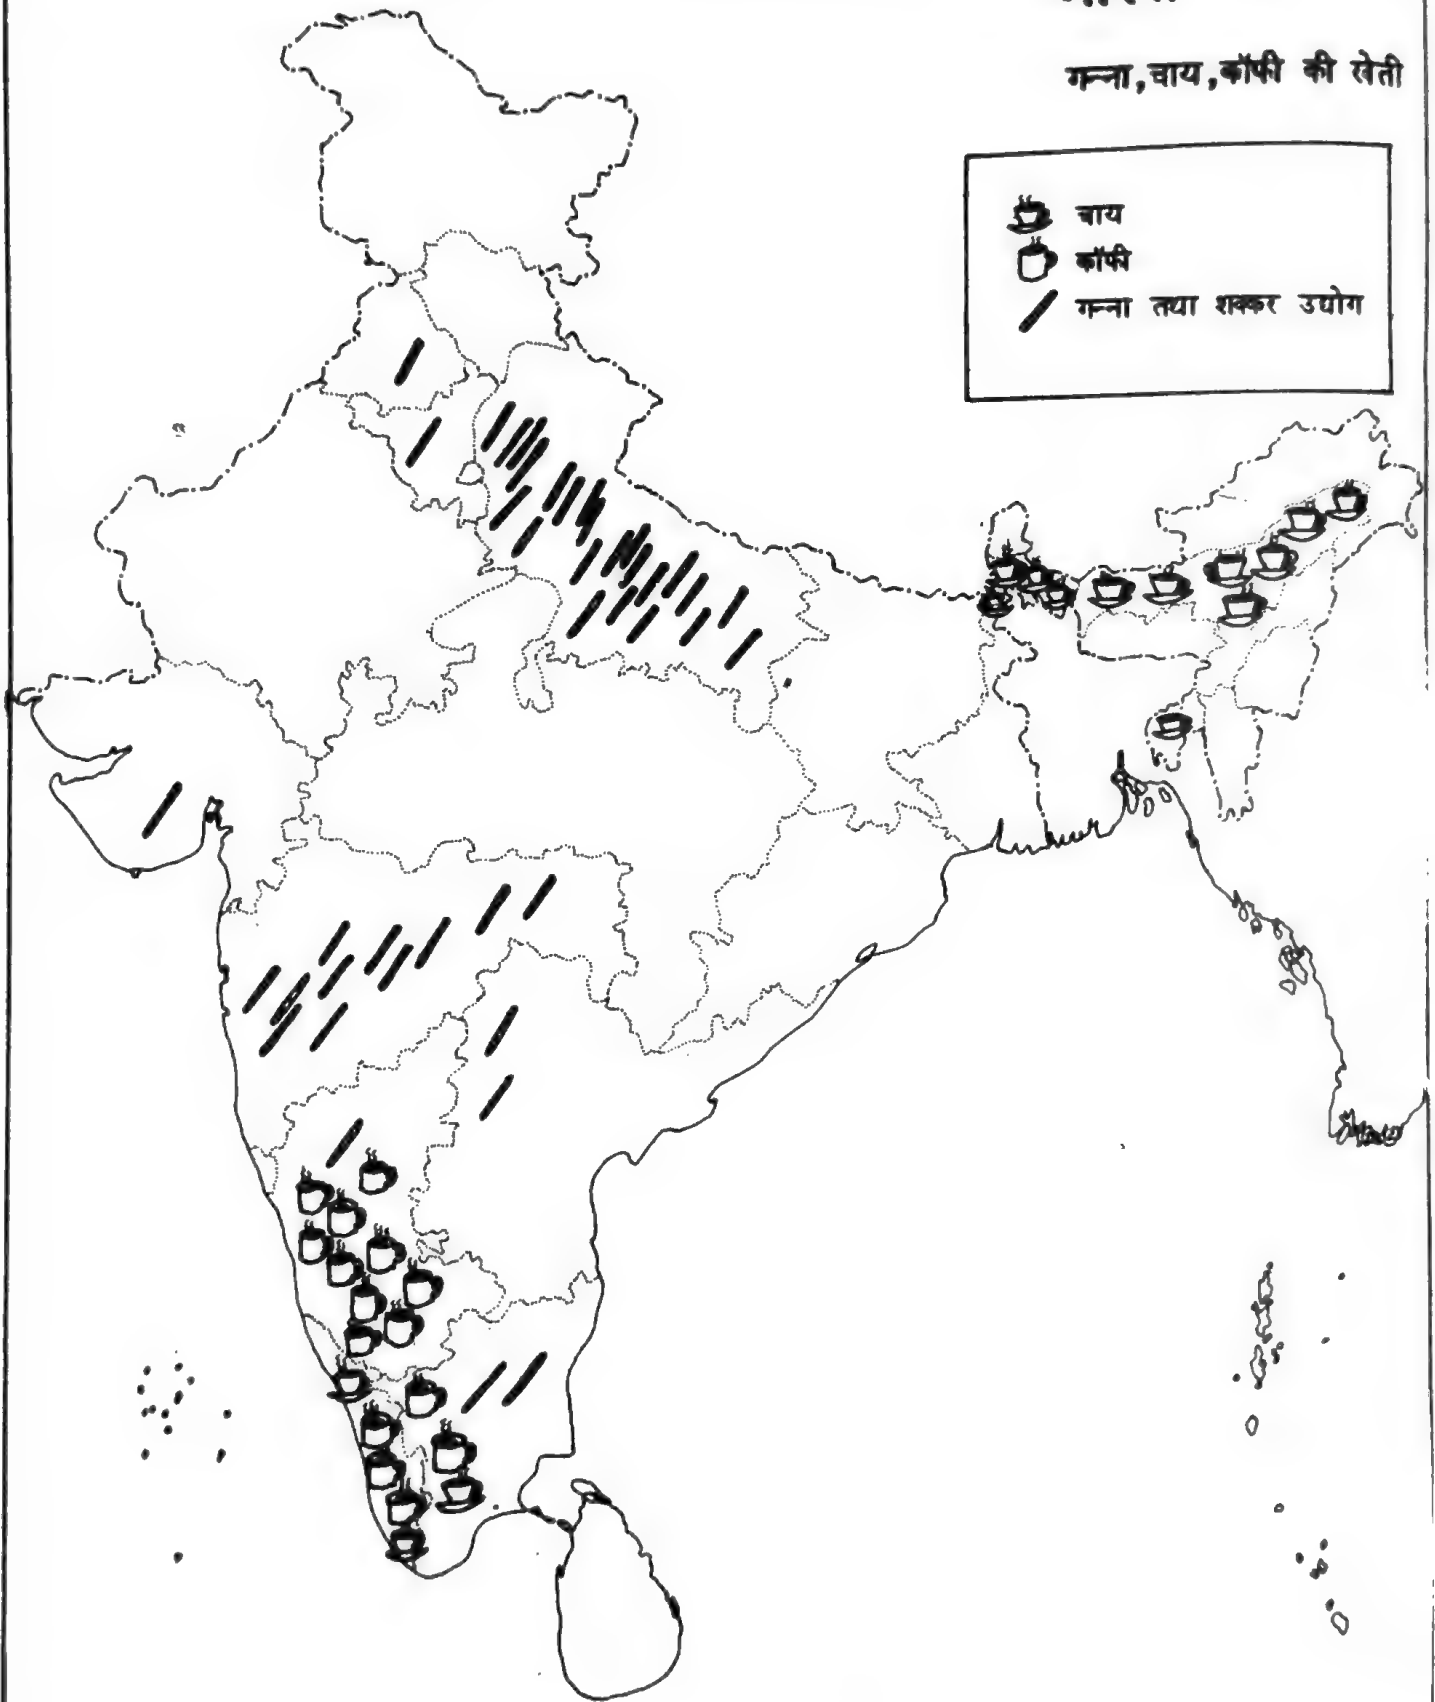 गन्ना,चाय,कॉफी की खेती
चाय
कॉफी
गन्ना तथा शक्कर उद्योग